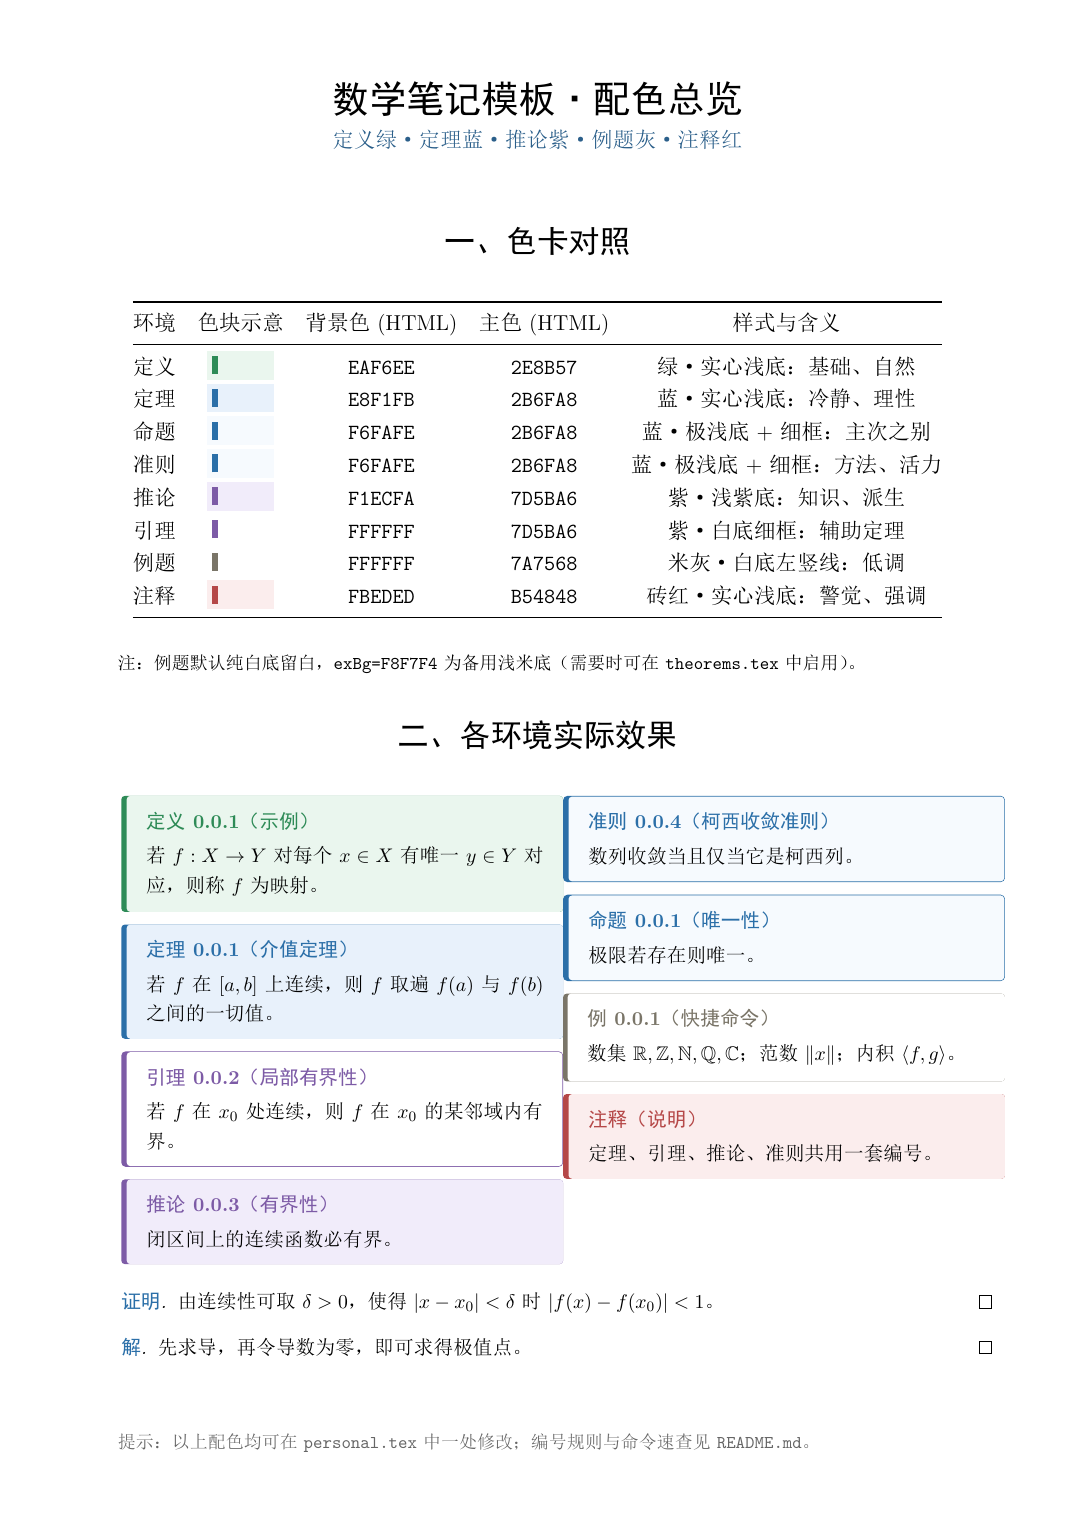 数学笔记模板·配色总览
定义绿·定理蓝·推论紫·例题灰·注释红
一、色卡对照
环境 色块示意 背景色 (HTML) 主色 (HTML) 样式与含义
定义 EAF6EE 2E8B57 绿·实心浅底：基础、自然
定理 E8F1FB 2B6FA8 蓝·实心浅底：冷静、理性
命题 F6FAFE 2B6FA8 蓝·极浅底 + 细框：主次之别
准则 F6FAFE 2B6FA8 蓝·极浅底 + 细框：方法、活力
推论 F1ECFA 7D5BA6 紫·浅紫底：知识、派生
引理 FFFFFF 7D5BA6 紫·白底细框：辅助定理
例题 FFFFFF 7A7568 米灰·白底左竖线：低调
注释 FBEDED B54848 砖红·实心浅底：警觉、强调
注：例题默认纯白底留白，exBg=F8F7F4 为备用浅米底（需要时可在 theorems.tex 中启用）。
二、各环境实际效果
定义 0.0.1（示例）
若 f : X → Y 对每个 x ∈ X 有唯一 y ∈ Y 对
应，则称 f 为映射。
定理 0.0.1（介值定理）
若 f 在 [a, b] 上连续，则 f 取遍 f(a) 与 f(b)
之间的一切值。
引理 0.0.2（局部有界性）
若 f 在 x₀ 处连续，则 f 在 x₀ 的某邻域内有
界。
推论 0.0.3（有界性）
闭区间上的连续函数必有界。
准则 0.0.4（柯西收敛准则）
数列收敛当且仅当它是柯西列。
命题 0.0.1（唯一性）
极限若存在则唯一。
例 0.0.1（快捷命令）
数集 ℝ, ℤ, ℕ, ℚ, ℂ；范数 ‖x‖；内积 ⟨f, g⟩。
注释（说明）
定理、引理、推论、准则共用一套编号。
证明. 由连续性可取 δ > 0，使得 |x − x₀| < δ 时 |f(x) − f(x₀)| < 1。 □
解. 先求导，再令导数为零，即可求得极值点。 □
提示：以上配色均可在 personal.tex 中一处修改；编号规则与命令速查见 README.md。